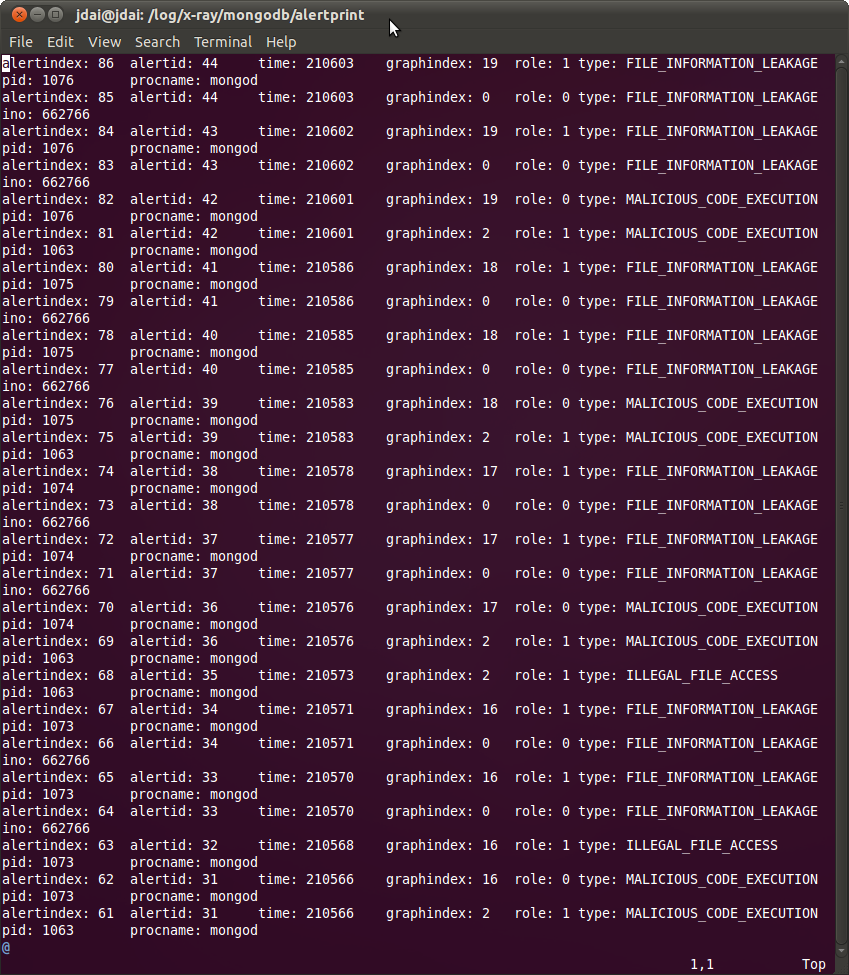 jdai@jdai: /log/x-ray/mongodb/alertprint
File Edit View Search Terminal Help
alertindex: 86 alertid: 44 time: 210603 graphindex: 19 role: 1 type: FILE_INFORMATION_LEAKAGE
pid: 1076 procname: mongod
alertindex: 85 alertid: 44 time: 210603 graphindex: 0 role: 0 type: FILE_INFORMATION_LEAKAGE
ino: 662766
alertindex: 84 alertid: 43 time: 210602 graphindex: 19 role: 1 type: FILE_INFORMATION_LEAKAGE
pid: 1076 procname: mongod
alertindex: 83 alertid: 43 time: 210602 graphindex: 0 role: 0 type: FILE_INFORMATION_LEAKAGE
ino: 662766
alertindex: 82 alertid: 42 time: 210601 graphindex: 19 role: 0 type: MALICIOUS_CODE_EXECUTION
pid: 1076 procname: mongod
alertindex: 81 alertid: 42 time: 210601 graphindex: 2 role: 1 type: MALICIOUS_CODE_EXECUTION
pid: 1063 procname: mongod
alertindex: 80 alertid: 41 time: 210586 graphindex: 18 role: 1 type: FILE_INFORMATION_LEAKAGE
pid: 1075 procname: mongod
alertindex: 79 alertid: 41 time: 210586 graphindex: 0 role: 0 type: FILE_INFORMATION_LEAKAGE
ino: 662766
alertindex: 78 alertid: 40 time: 210585 graphindex: 18 role: 1 type: FILE_INFORMATION_LEAKAGE
pid: 1075 procname: mongod
alertindex: 77 alertid: 40 time: 210585 graphindex: 0 role: 0 type: FILE_INFORMATION_LEAKAGE
ino: 662766
alertindex: 76 alertid: 39 time: 210583 graphindex: 18 role: 0 type: MALICIOUS_CODE_EXECUTION
pid: 1075 procname: mongod
alertindex: 75 alertid: 39 time: 210583 graphindex: 2 role: 1 type: MALICIOUS_CODE_EXECUTION
pid: 1063 procname: mongod
alertindex: 74 alertid: 38 time: 210578 graphindex: 17 role: 1 type: FILE_INFORMATION_LEAKAGE
pid: 1074 procname: mongod
alertindex: 73 alertid: 38 time: 210578 graphindex: 0 role: 0 type: FILE_INFORMATION_LEAKAGE
ino: 662766
alertindex: 72 alertid: 37 time: 210577 graphindex: 17 role: 1 type: FILE_INFORMATION_LEAKAGE
pid: 1074 procname: mongod
alertindex: 71 alertid: 37 time: 210577 graphindex: 0 role: 0 type: FILE_INFORMATION_LEAKAGE
ino: 662766
alertindex: 70 alertid: 36 time: 210576 graphindex: 17 role: 0 type: MALICIOUS_CODE_EXECUTION
pid: 1074 procname: mongod
alertindex: 69 alertid: 36 time: 210576 graphindex: 2 role: 1 type: MALICIOUS_CODE_EXECUTION
pid: 1063 procname: mongod
alertindex: 68 alertid: 35 time: 210573 graphindex: 2 role: 1 type: ILLEGAL_FILE_ACCESS
pid: 1063 procname: mongod
alertindex: 67 alertid: 34 time: 210571 graphindex: 16 role: 1 type: FILE_INFORMATION_LEAKAGE
pid: 1073 procname: mongod
alertindex: 66 alertid: 34 time: 210571 graphindex: 0 role: 0 type: FILE_INFORMATION_LEAKAGE
ino: 662766
alertindex: 65 alertid: 33 time: 210570 graphindex: 16 role: 1 type: FILE_INFORMATION_LEAKAGE
pid: 1073 procname: mongod
alertindex: 64 alertid: 33 time: 210570 graphindex: 0 role: 0 type: FILE_INFORMATION_LEAKAGE
ino: 662766
alertindex: 63 alertid: 32 time: 210568 graphindex: 16 role: 1 type: ILLEGAL_FILE_ACCESS
pid: 1073 procname: mongod
alertindex: 62 alertid: 31 time: 210566 graphindex: 16 role: 0 type: MALICIOUS_CODE_EXECUTION
pid: 1073 procname: mongod
alertindex: 61 alertid: 31 time: 210566 graphindex: 2 role: 1 type: MALICIOUS_CODE_EXECUTION
pid: 1063 procname: mongod
@
1,1 Top